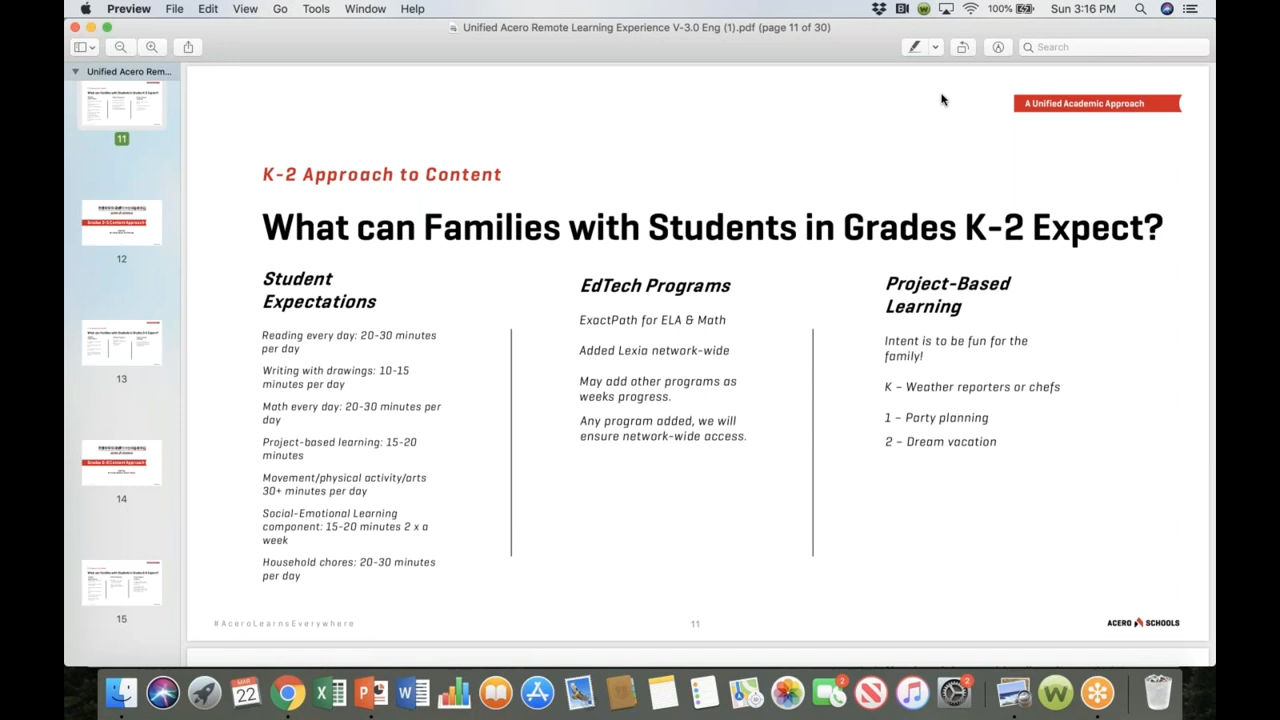 Preview File Edit View Go Tools Window Help 100% Sun 3:16 PM
Unified Acero Remote Learning Experience V-3.0 Eng (1).pdf (page 11 of 30)
Search
Unified Acero Rem...
11
12
13
14
15
A Unified Academic Approach
K-2 Approach to Content
What can Families with Students in Grades K-2 Expect?
Student
Expectations
Reading every day: 20-30 minutes
per day
Writing with drawings: 10-15
minutes per day
Math every day: 20-30 minutes per
day
Project-based learning: 15-20
minutes
Movement/physical activity/arts
30+ minutes per day
Social-Emotional Learning
component: 15-20 minutes 2 x a
week
Household chores: 20-30 minutes
per day
EdTech Programs
ExactPath for ELA & Math
Added Lexia network-wide
May add other programs as
weeks progress.
Any program added, we will
ensure network-wide access.
Project-Based
Learning
Intent is to be fun for the
family!
K – Weather reporters or chefs
1 – Party planning
2 – Dream vacation
#AceroLearnsEverywhere
11
ACERO SCHOOLS
MAR
22
2
2